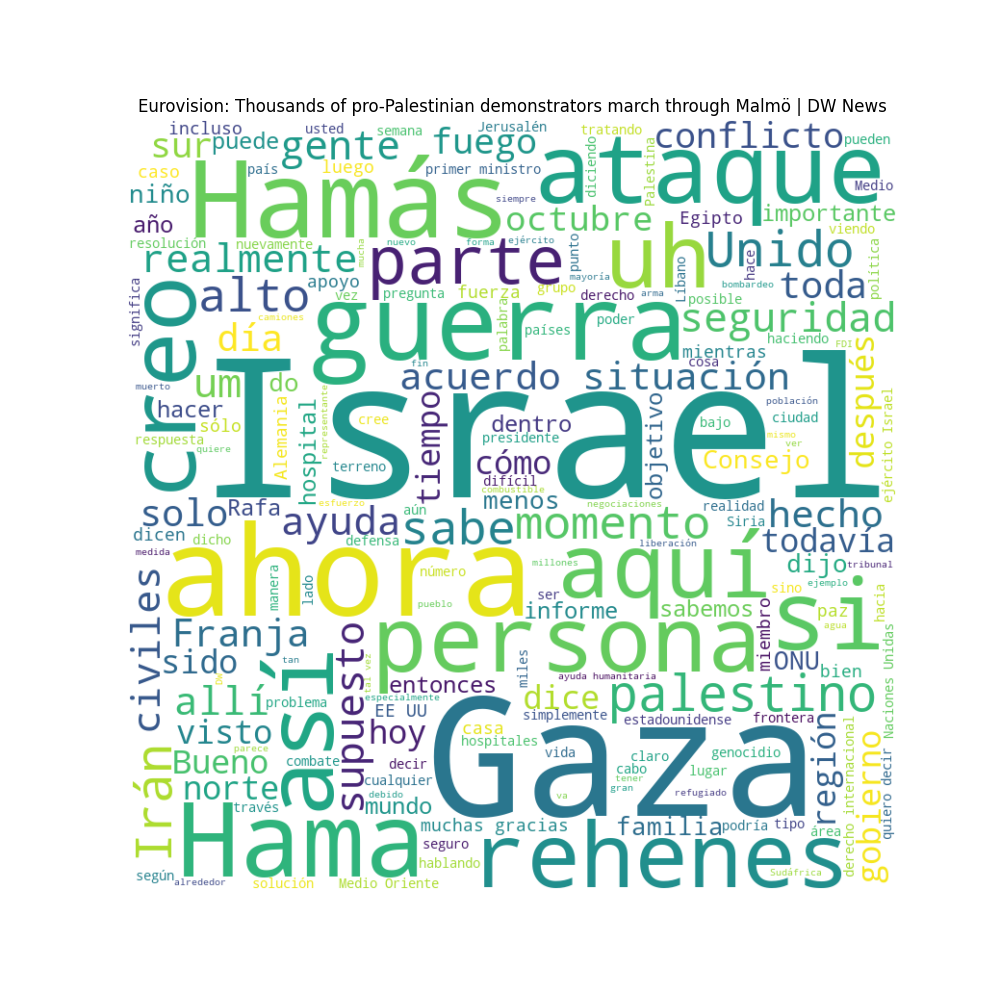 Eurovision: Thousands of pro-Palestinian demonstrators march through Malmö | DW News
incluso
usted
semana
Jerusalén
tratando
conflicto
pueden
sur
puede
gente
fuego
primer ministro
diciendo
Palestina
ataque
caso
país
luego
Hamás
siempre
Medio
niño
año
octubre
Egipto
importante
viendo
resolución
nuevamente
mucha
nuevo
forma
ejército
punto
realmente
parte
uh
Unido
hace
política
significa
creo
alto
apoyo
vez
pregunta
fuerza
grupo
mayoría
derecho
Líbano
posible
bombardeo
toda
camiones
día
guerra
palabra
países
poder
seguridad
haciendo
FDI
muerto
um
do
fin
mientras
cosa
después
Israel
acuerdo
situación
población
hacer
sólo
respuesta
quiere
Alemania
hospital
representante
cree
tiempo
dentro
presidente
cómo
difícil
combustible
objetivo
bajo
ciudad
mismo
ver
Consejo
ejército Israel
terreno
esfuerzo
menos
negociaciones
realidad
Siria
hecho
solo
Rafa
ayuda
aún
sabe
momento
dicen
dicho
defensa
liberación
todavía
medida
ahora
número
millones
aquí
dijo
tribunal
ejemplo
civiles
manera
lado
pueblo
ser
informe
sabemos
sino
paz
hacia
agua
si
Franja
supuesto
persona
miembro
sido
tan
DW
tal vez
entonces
miles
ayuda humanitaria
ONU
bien
Naciones Unidas
allí
así
problema
especialmente
EE UU
dice
simplemente
palestino
estadounidense
frontera
visto
hoy
casa
Gaza
Irán
Bueno
parece
combate
decir
hospitales
vida
claro
genocidio
región
derecho internacional
gobierno
quiero decir
norte
cualquier
cabo
lugar
tener
gran
refugiado
través
debido
mundo
va
Hama
muchas gracias
familia
podría
tipo
área
seguro
rehenes
según
alrededor
solución
hablando
Medio Oriente
Sudáfrica